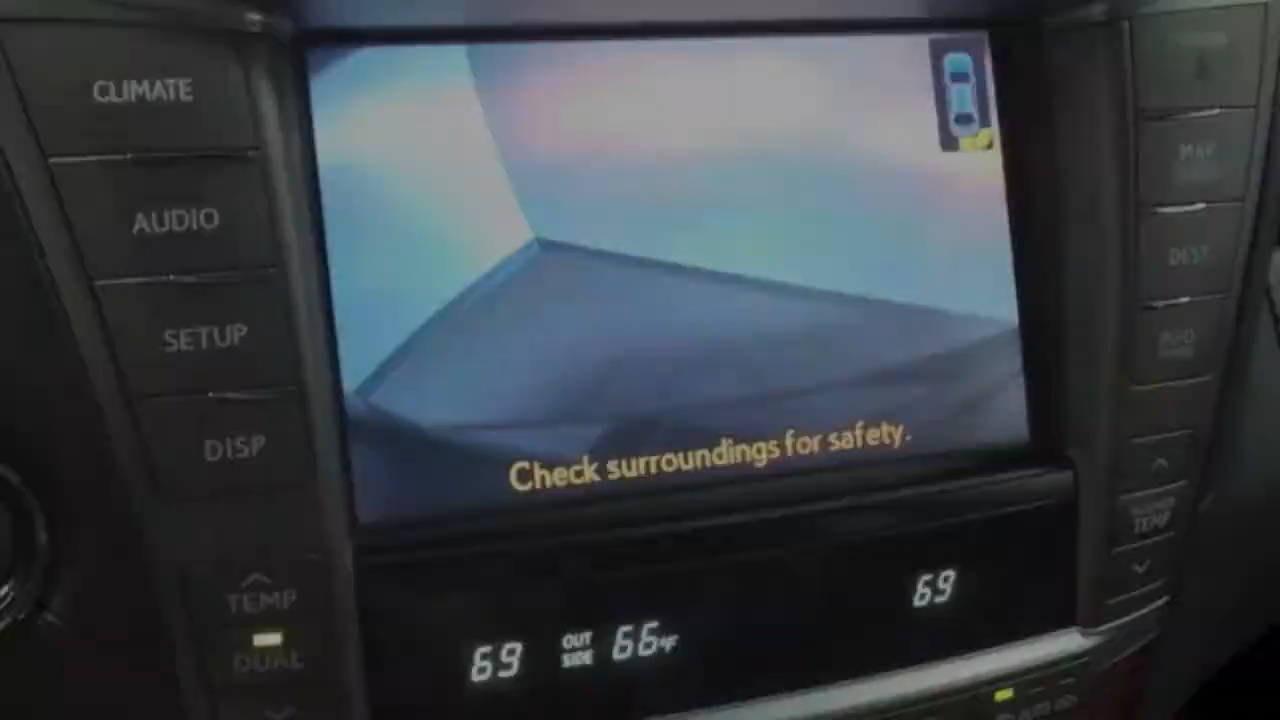 CLIMATE
AUDIO
SETUP
DISP
TEMP
DUAL
Check surroundings for safety.
69
OUT SIDE
66°F
69
MAP
DEST
INFO
TEMP